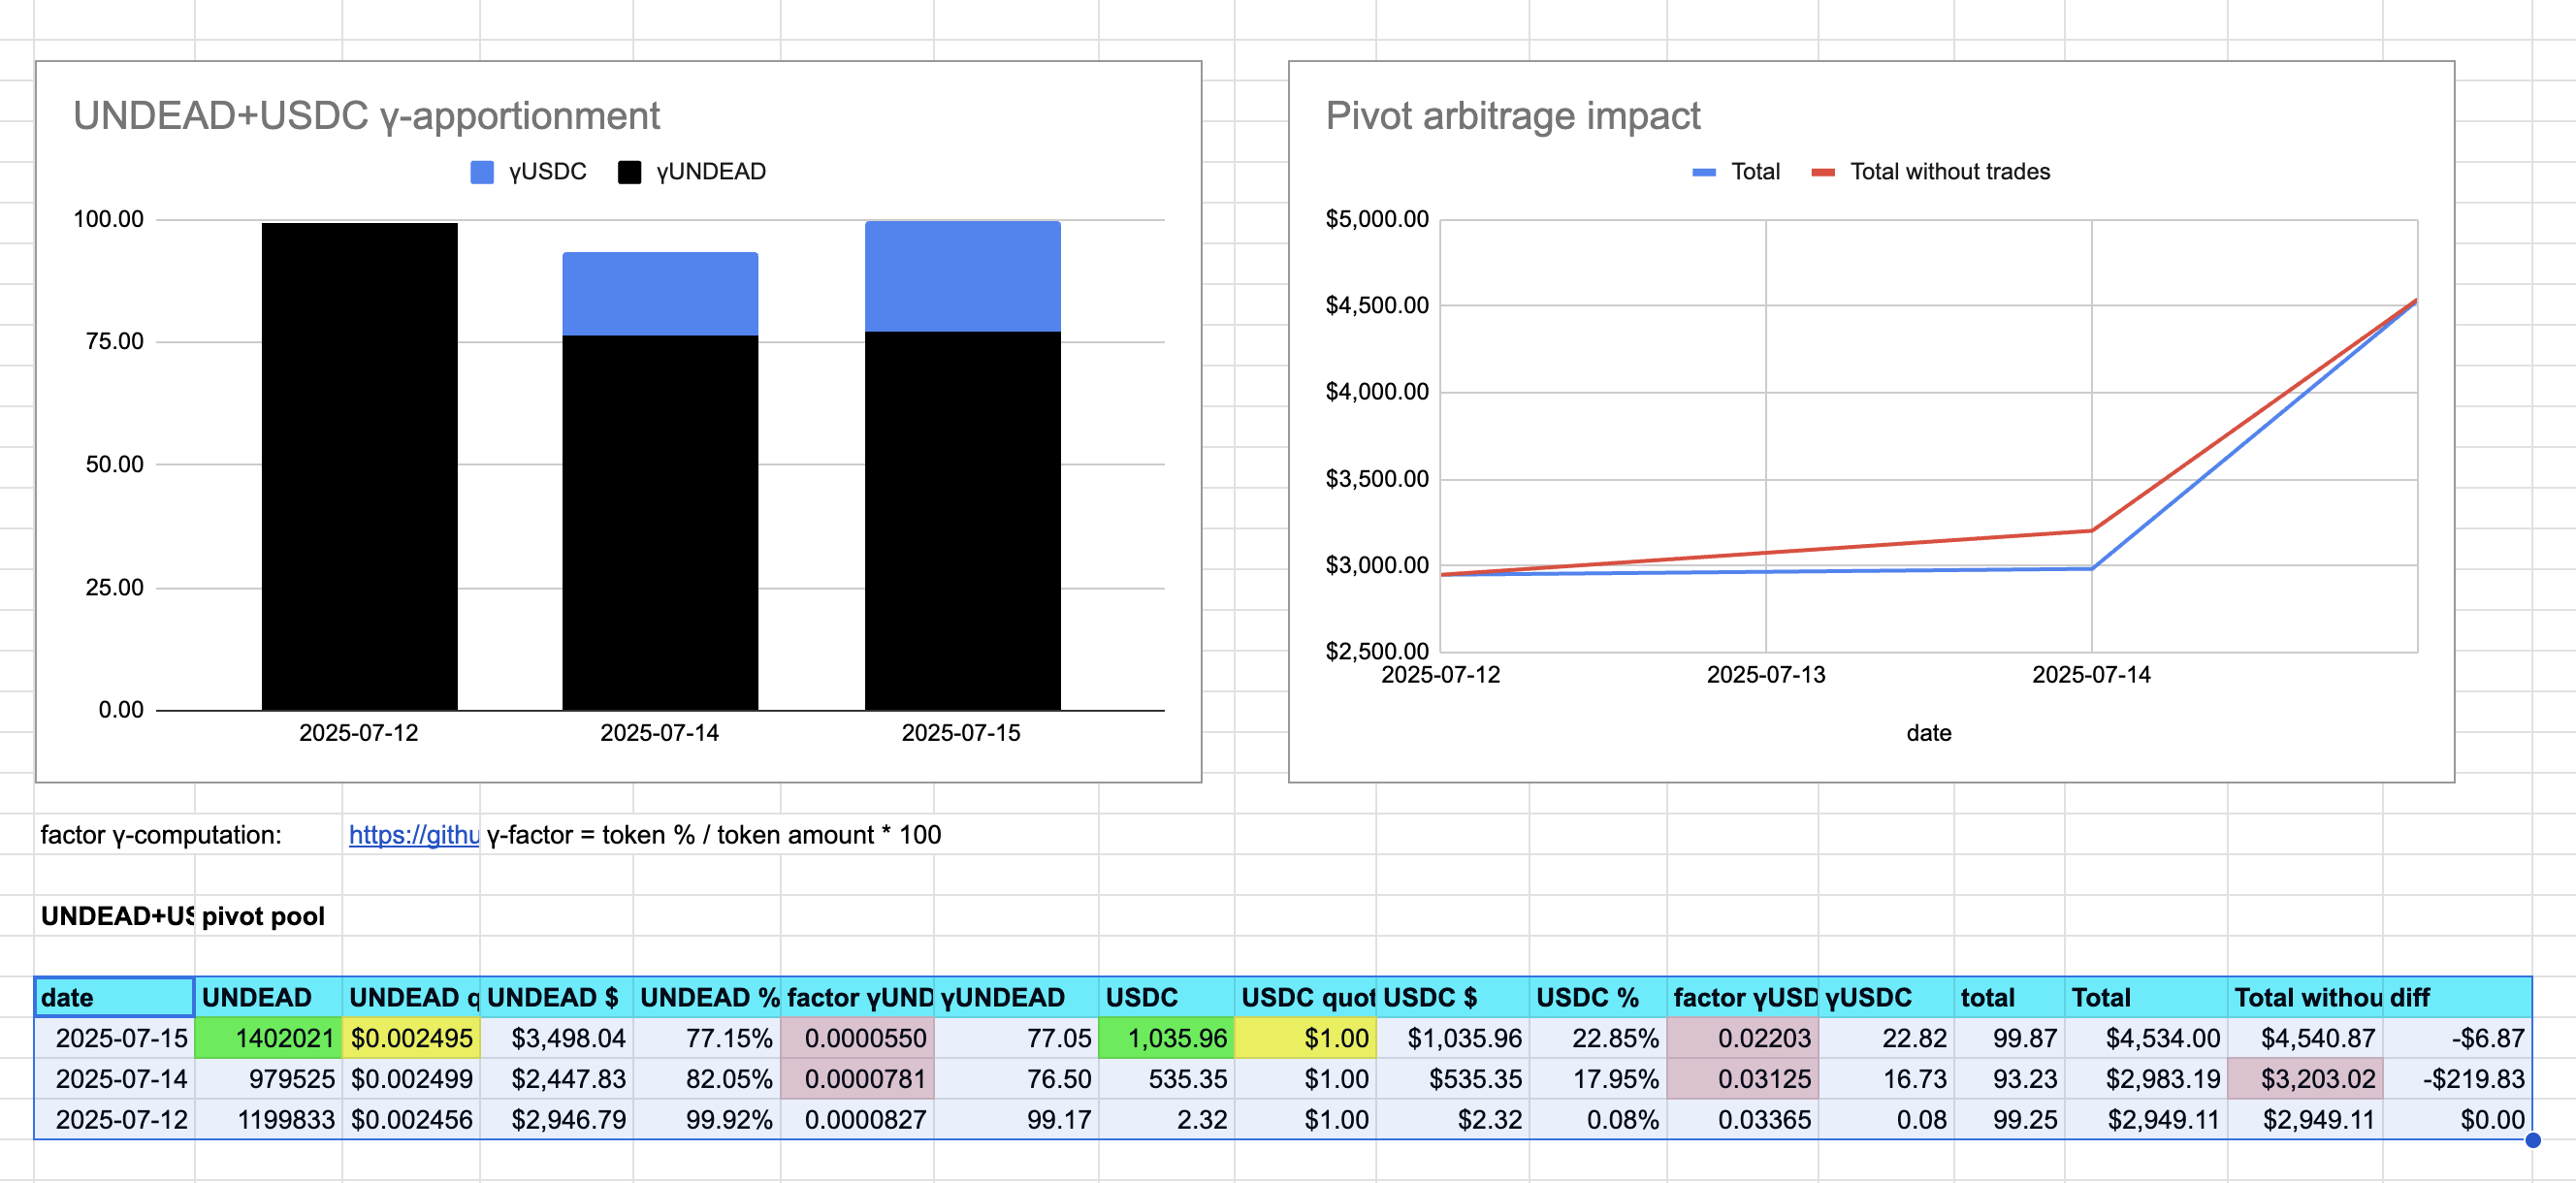 UNDEAD+USDC γ-apportionment
γUSDC γUNDEAD
100.00
75.00
50.00
25.00
0.00
2025-07-12 2025-07-14 2025-07-15
Pivot arbitrage impact
Total Total without trades
$5,000.00
$4,500.00
$4,000.00
$3,500.00
$3,000.00
$2,500.00
2025-07-12 2025-07-13 2025-07-14
date
factor γ-computation: https://githu γ-factor = token % / token amount * 100
UNDEAD+US pivot pool
date UNDEAD UNDEAD q UNDEAD $ UNDEAD % factor γUND γUNDEAD USDC USDC quot USDC $ USDC % factor γUSD γUSDC total Total Total withou diff
2025-07-15 1402021 $0.002495 $3,498.04 77.15% 0.0000550 77.05 1,035.96 $1.00 $1,035.96 22.85% 0.02203 22.82 99.87 $4,534.00 $4,540.87 -$6.87
2025-07-14 979525 $0.002499 $2,447.83 82.05% 0.0000781 76.50 535.35 $1.00 $535.35 17.95% 0.03125 16.73 93.23 $2,983.19 $3,203.02 -$219.83
2025-07-12 1199833 $0.002456 $2,946.79 99.92% 0.0000827 99.17 2.32 $1.00 $2.32 0.08% 0.03365 0.08 99.25 $2,949.11 $2,949.11 $0.00